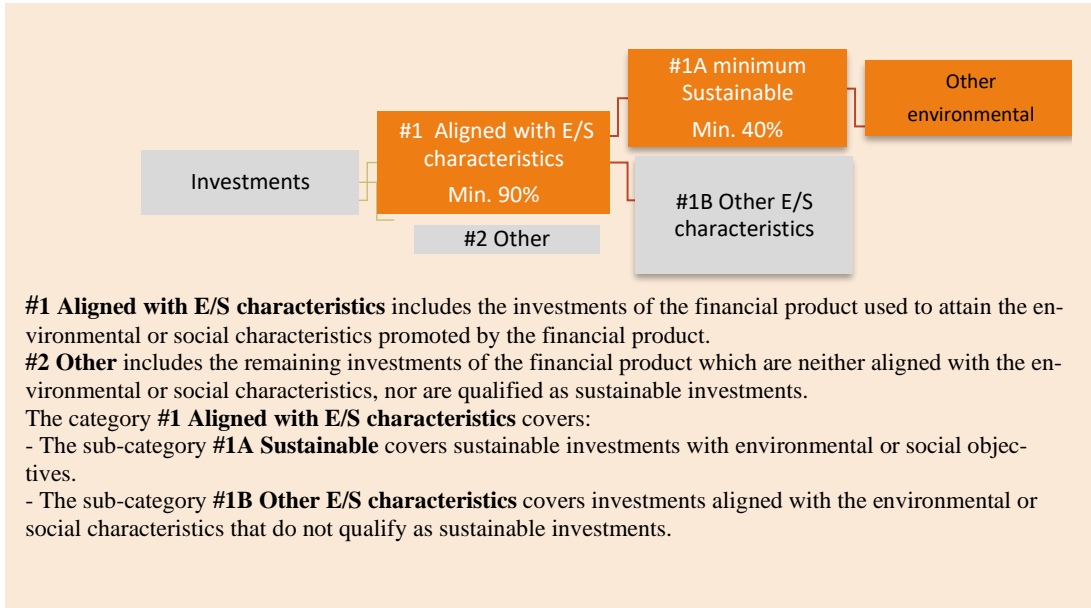 #1A minimum
Sustainable
Min. 40%
Other
environmental
#1 Aligned with E/S
characteristics
Min. 90%
Investments
#1B Other E/S
characteristics
#2 Other
#1 Aligned with E/S characteristics includes the investments of the financial product used to attain the en-
vironmental or social characteristics promoted by the financial product.
#2 Other includes the remaining investments of the financial product which are neither aligned with the en-
vironmental or social characteristics, nor are qualified as sustainable investments.
The category #1 Aligned with E/S characteristics covers:
- The sub-category #1A Sustainable covers sustainable investments with environmental or social objec-
tives.
- The sub-category #1B Other E/S characteristics covers investments aligned with the environmental or
social characteristics that do not qualify as sustainable investments.